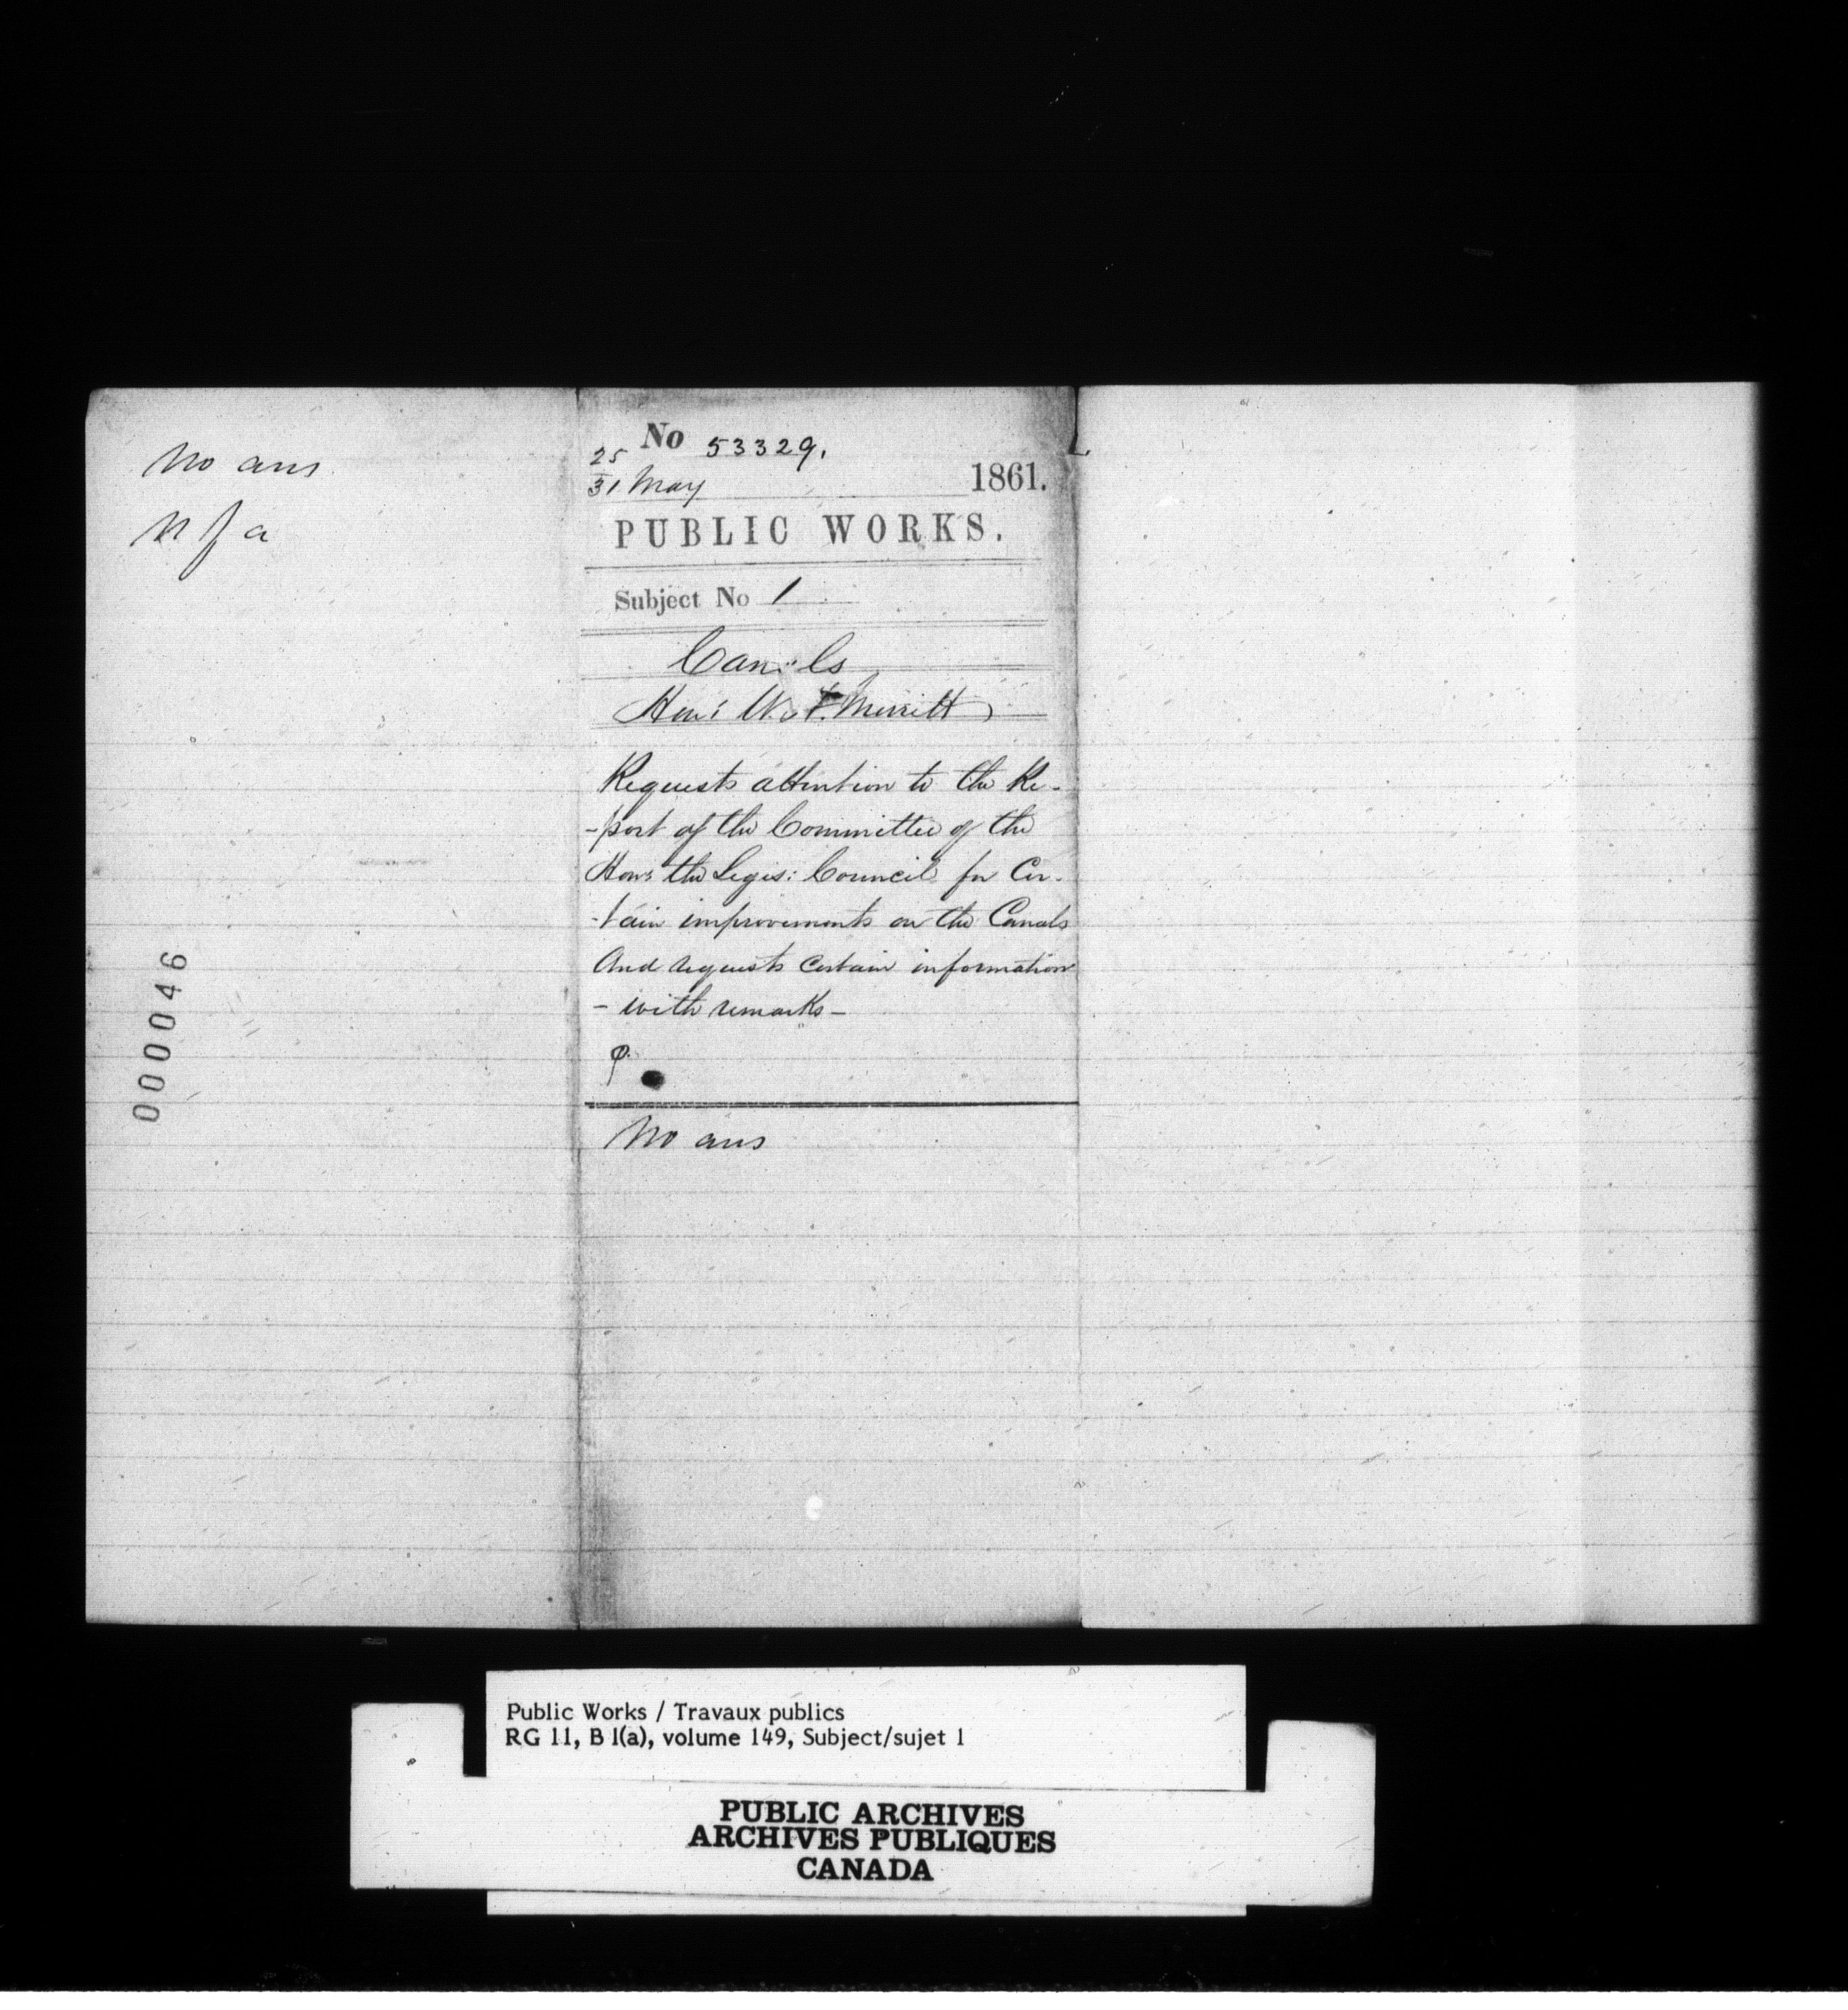 No ans
n f a
000046
No 53329.
25
31 May 1861.
PUBLIC WORKS.
Subject No 1
Canals
Hon: W. H. Merritt
Requests attention to the Re-
-port of the Committee of the
Hon: the Legis: Council for Cer-
-tain improvements on the Canals
And requests certain information
- with remarks -
No ans
Public Works / Travaux publics
RG 11, B 1(a), volume 149, Subject/sujet 1
PUBLIC ARCHIVES
ARCHIVES PUBLIQUES
CANADA